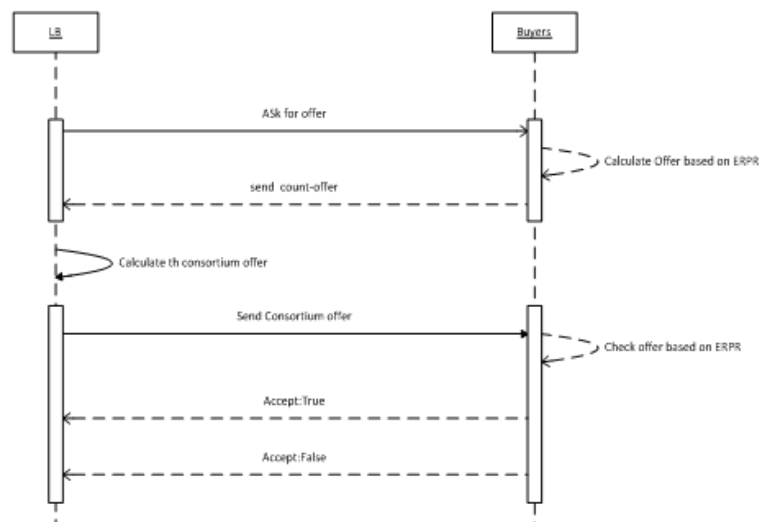 LB
Buyers
ASk for offer
Calculate Offer based on ERPR
send count-offer
Calculate th consortium offer
Send Consortium offer
Check offer based on ERPR
Accept:True
Accept:False